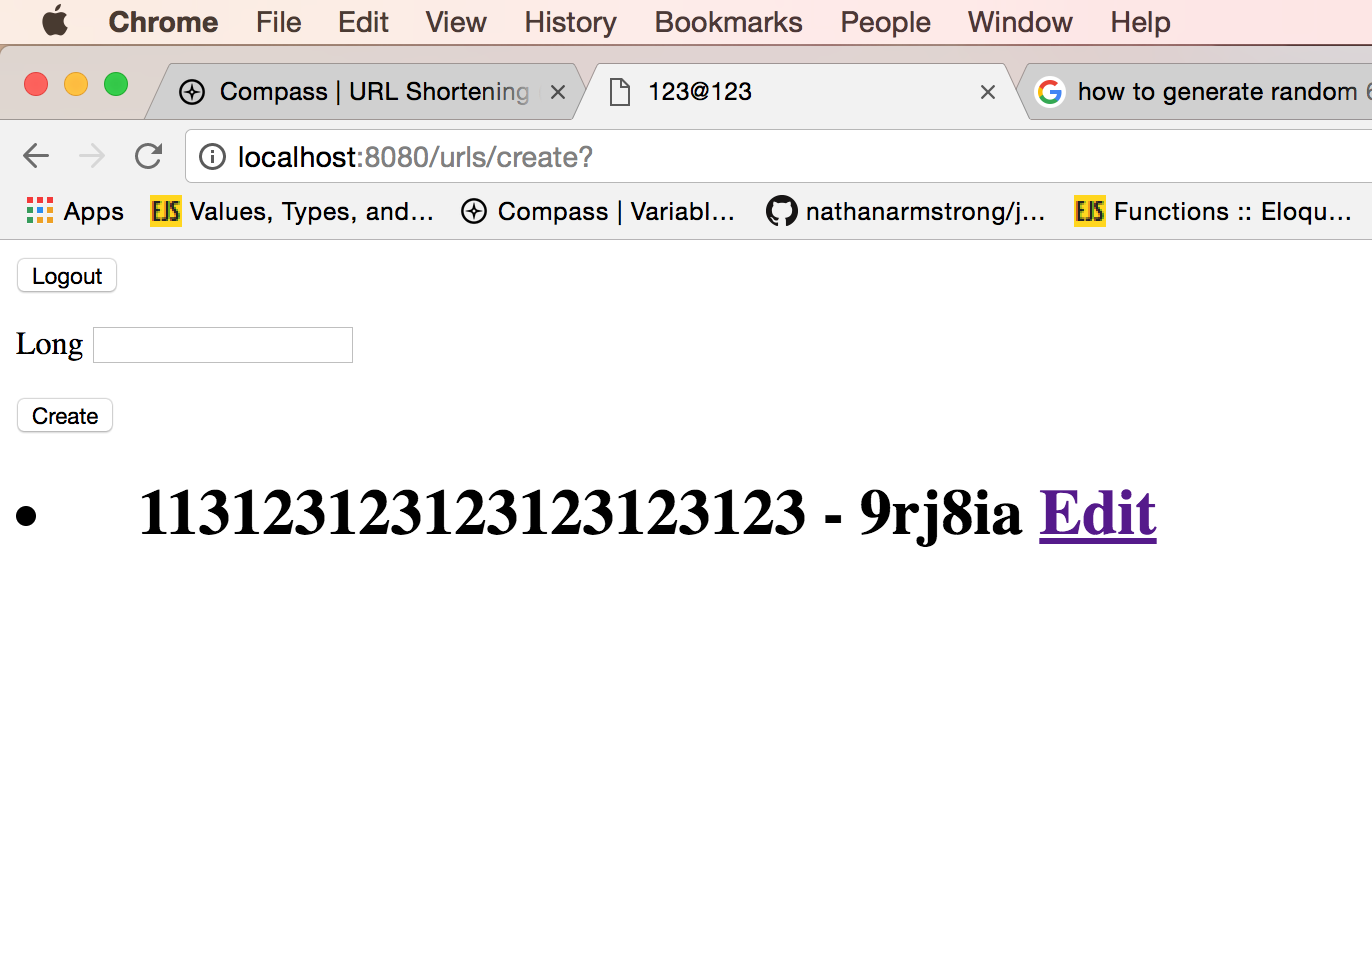 Chrome File Edit View History Bookmarks People Window Help
Compass | URL Shortening 123@123 how to generate random 6
localhost:8080/urls/create?
Apps EJS Values, Types, and... Compass | Variabl... nathanarmstrong/j... EJS Functions :: Eloqu...
Logout
Long
Create
113123123123123123123 - 9rj8ia Edit